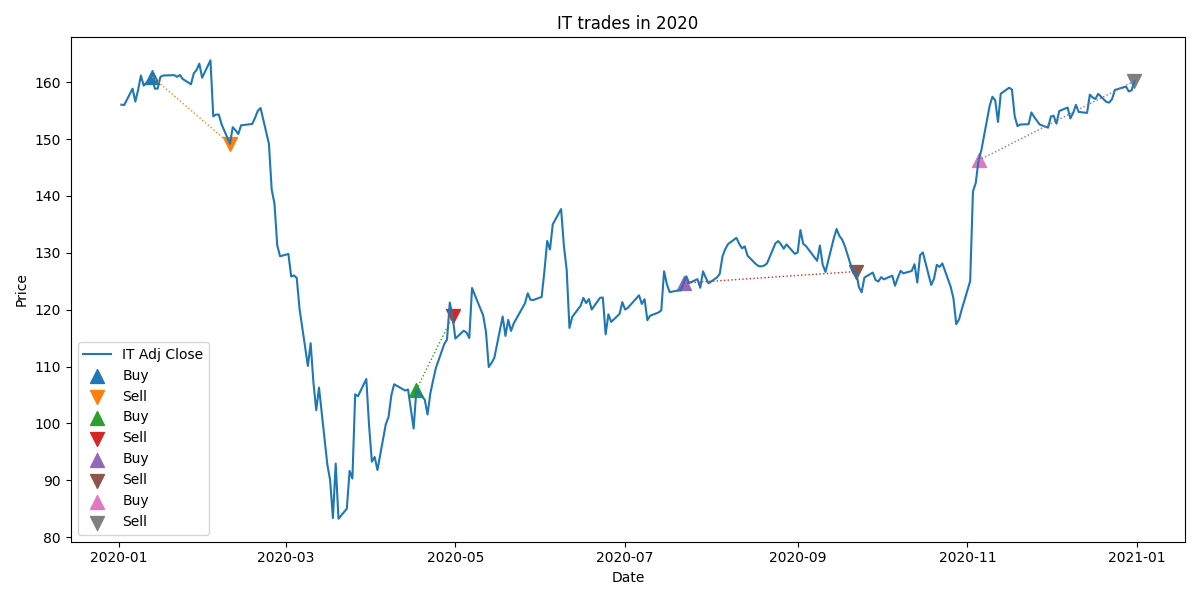 IT trades in 2020
Price
160
150
140
130
120
110
100
90
80
IT Adj Close
Buy
Sell
Buy
Sell
Buy
Sell
Buy
Sell
2020-01 2020-03 2020-05 2020-07 2020-09 2020-11 2021-01
Date